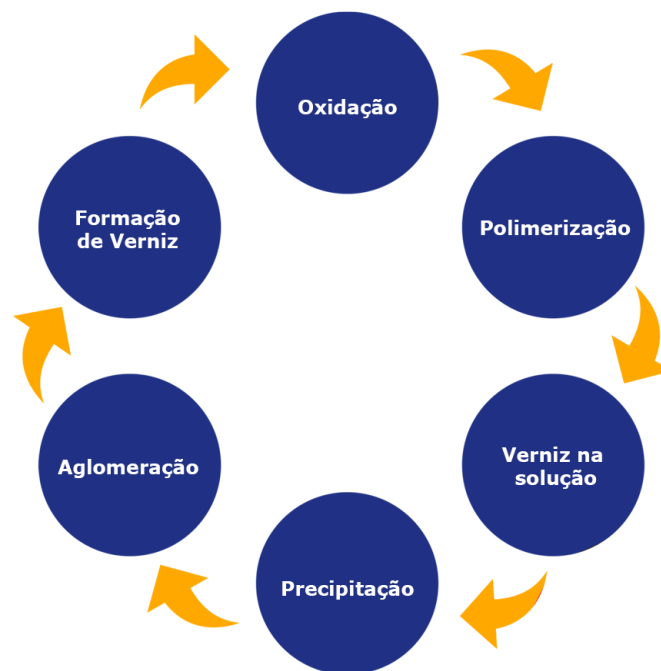 Oxidação
Polimerização
Verniz na
solução
Precipitação
Aglomeração
Formação
de Verniz